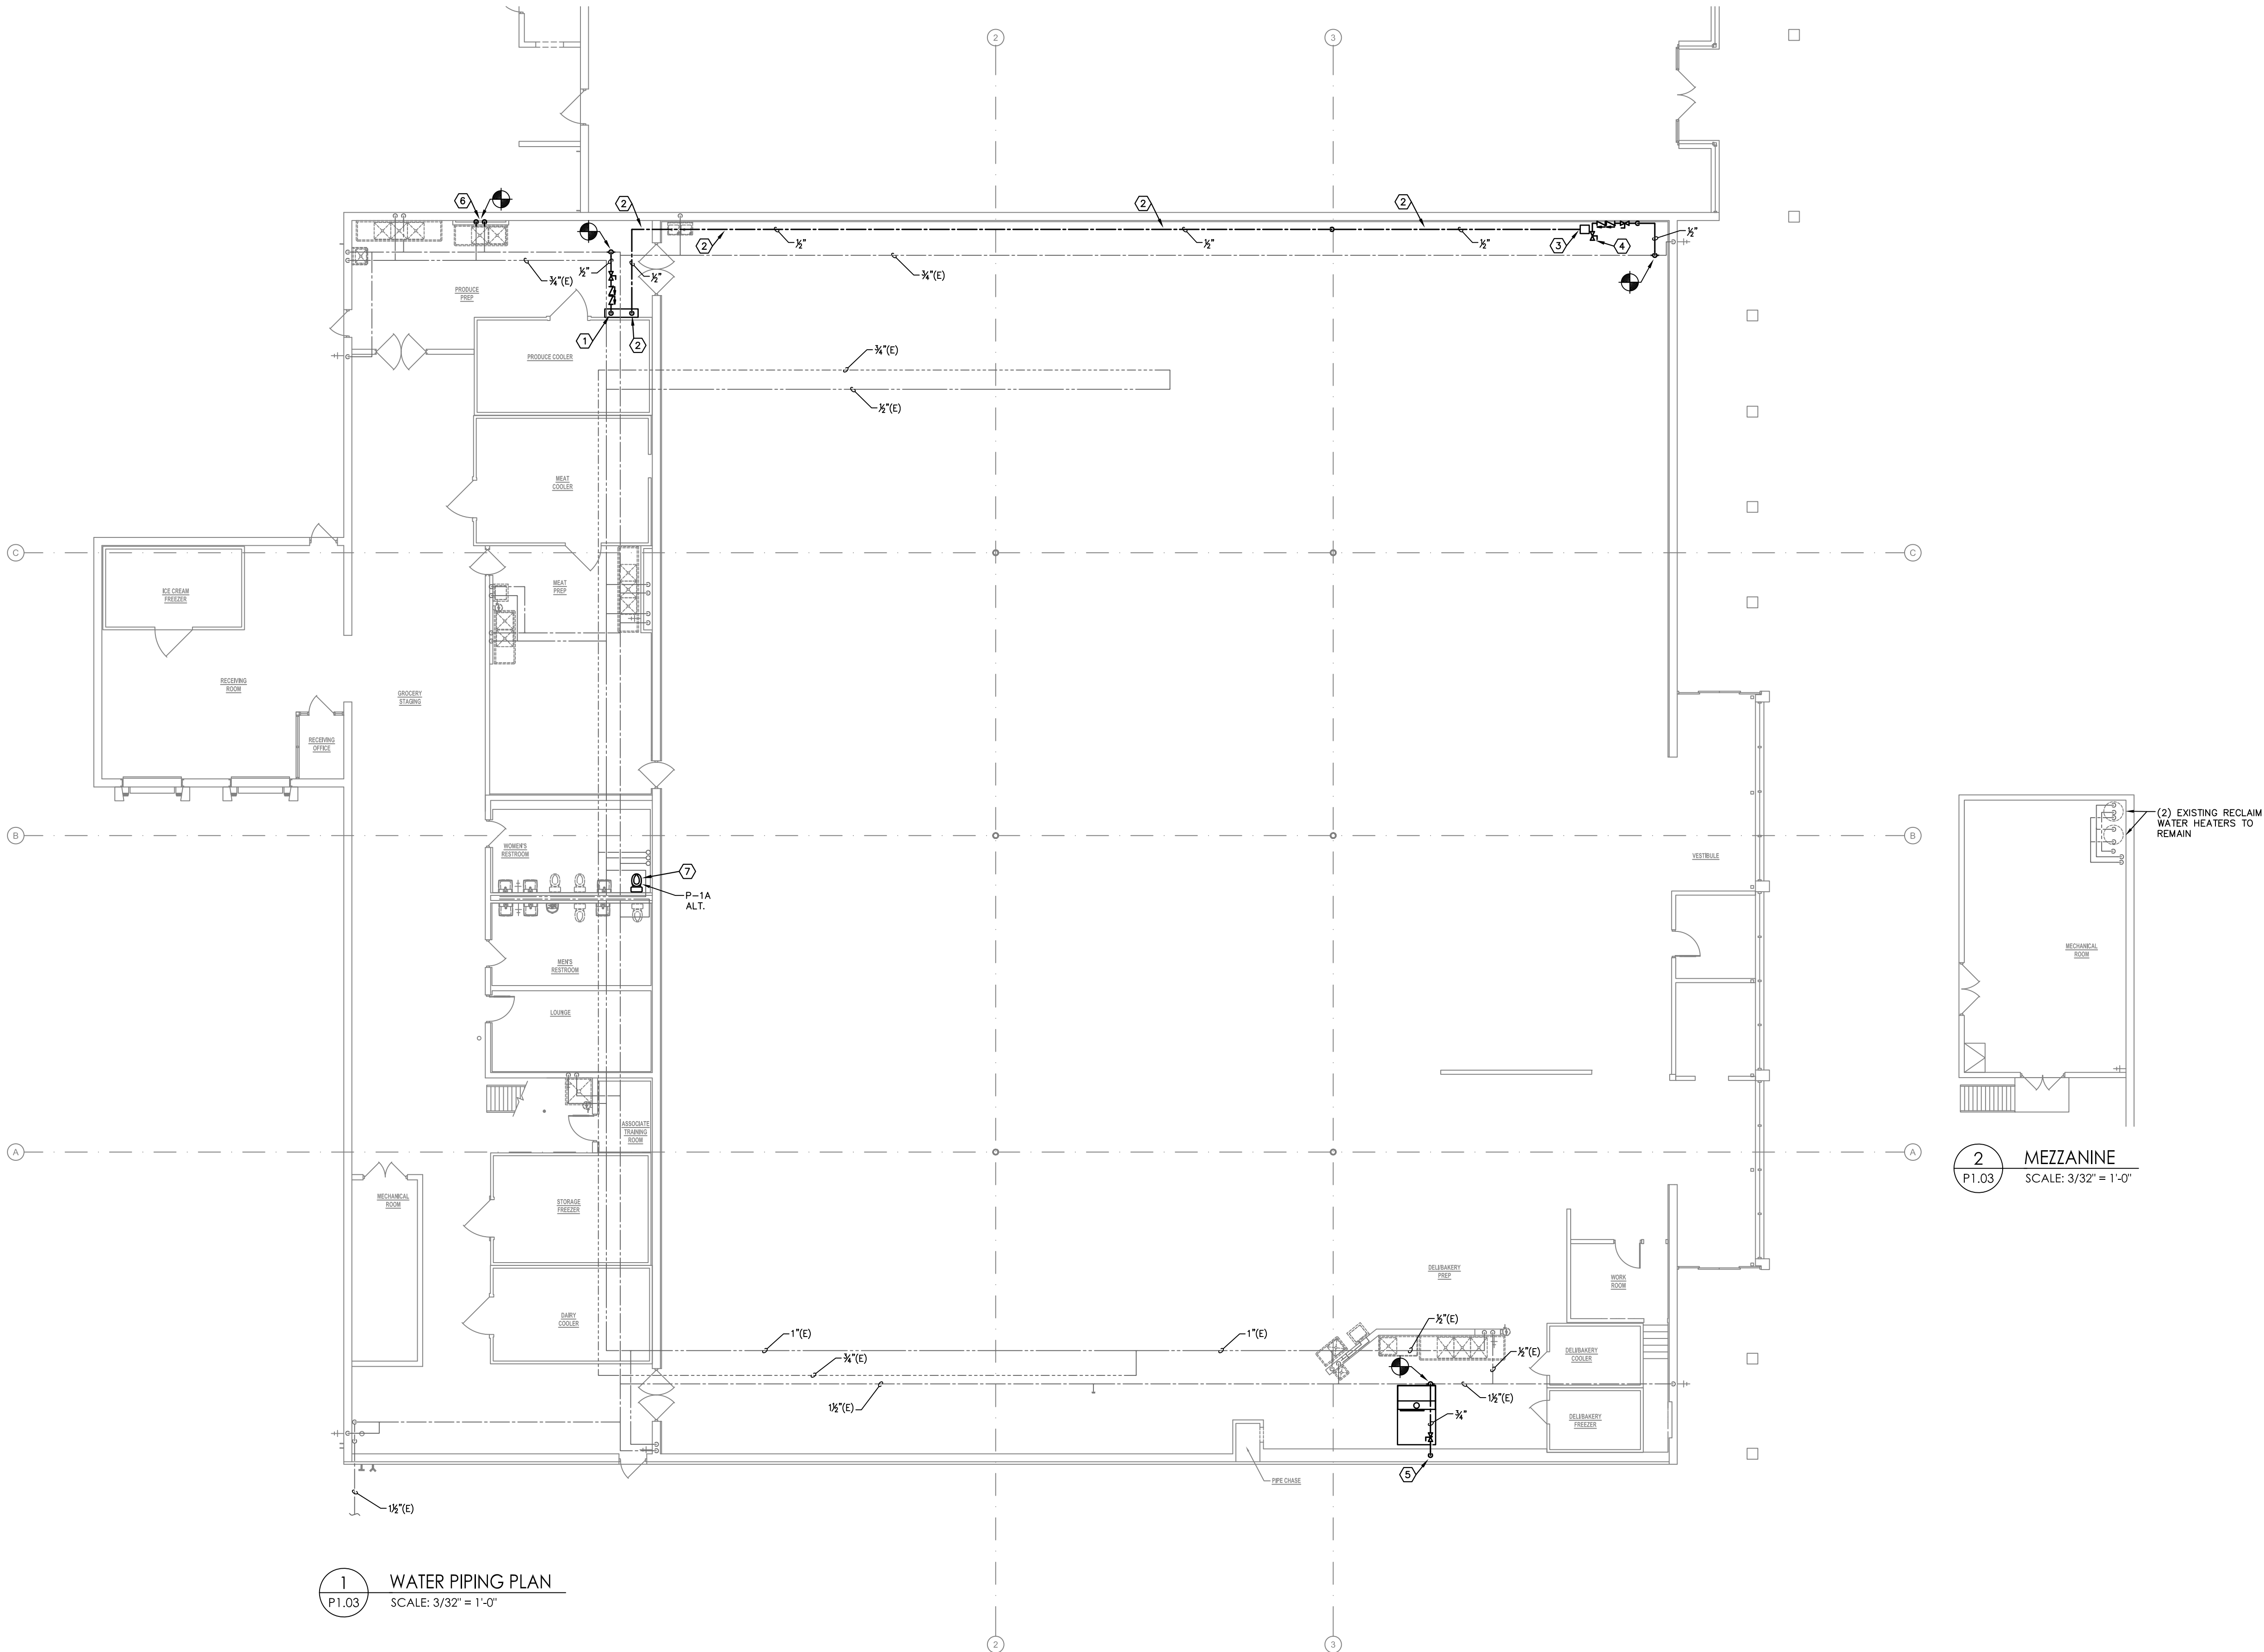 2
3
6
2
2
2
2
½"
½"
½"
3
4
½"
½"
½"
¾"(E)
¾"(E)
PRODUCE
PREP
1
2
PRODUCE COOLER
¾"(E)
½"(E)
MEAT
COOLER
C
C
ICE CREAM
FREEZER
MEAT
PREP
RECEIVING
ROOM
GROCERY
STAGING
RECEIVING
OFFICE
(2) EXISTING RECLAIM
WATER HEATERS TO
REMAIN
B
B
WOMEN'S
RESTROOM
VESTIBULE
7
P-1A
ALT.
MECHANICAL
ROOM
MEN'S
RESTROOM
LOUNGE
ASSOCIATE
TRAINING
ROOM
A
A
2
P1.03
MEZZANINE
SCALE: 3/32" = 1'-0"
MECHANICAL
ROOM
STORAGE
FREEZER
DELI/BAKERY
PREP
WORK
ROOM
DAIRY
COOLER
1"(E)
1"(E)
½"(E)
¾"(E)
½"(E)
DELI/BAKERY
COOLER
1½"(E)
1½"(E)
¾"
DELI/BAKERY
FREEZER
5
PIPE CHASE
1½"(E)
1
P1.03
WATER PIPING PLAN
SCALE: 3/32" = 1'-0"
2
3